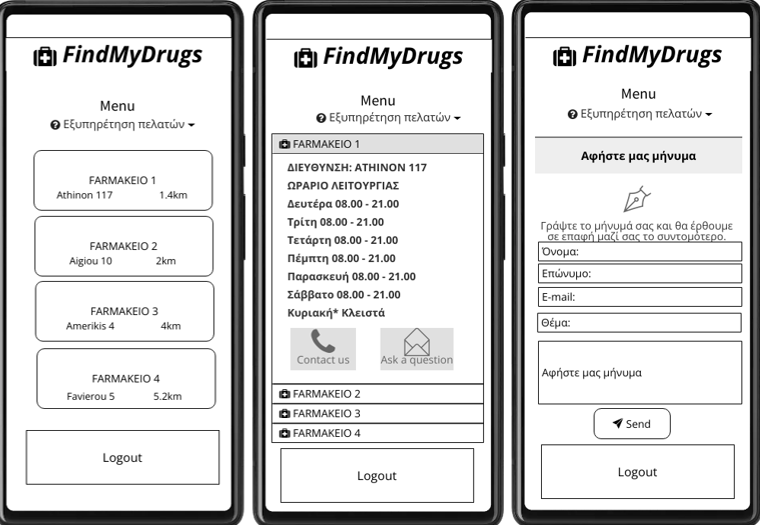 FindMyDrugs
Menu
Εξυπηρέτηση πελατών
FARMAKEIO 1
Athinon 117 1.4km
FARMAKEIO 2
Aigiou 10 2km
FARMAKEIO 3
Amerikis 4 4km
FARMAKEIO 4
Favierou 5 5.2km
Logout
FindMyDrugs
Menu
Εξυπηρέτηση πελατών
FARMAKEIO 1
ΔΙΕΥΘΥΝΣΗ: ATHINON 117
ΩΡΑΡΙΟ ΛΕΙΤΟΥΡΓΙΑΣ
Δευτέρα 08.00 - 21.00
Τρίτη 08.00 - 21.00
Τετάρτη 08.00 - 21.00
Πέμπτη 08.00 - 21.00
Παρασκευή 08.00 - 21.00
Σάββατο 08.00 - 21.00
Κυριακή* Κλειστά
Contact us Ask a question
FARMAKEIO 2
FARMAKEIO 3
FARMAKEIO 4
Logout
FindMyDrugs
Menu
Εξυπηρέτηση πελατών
Αφήστε μας μήνυμα
Γράψτε το μήνυμά σας και θα έρθουμε
σε επαφή μαζί σας το συντομότερο.
Όνομα:
Επώνυμο:
E-mail:
Θέμα:
Αφήστε μας μήνυμα
Send
Logout